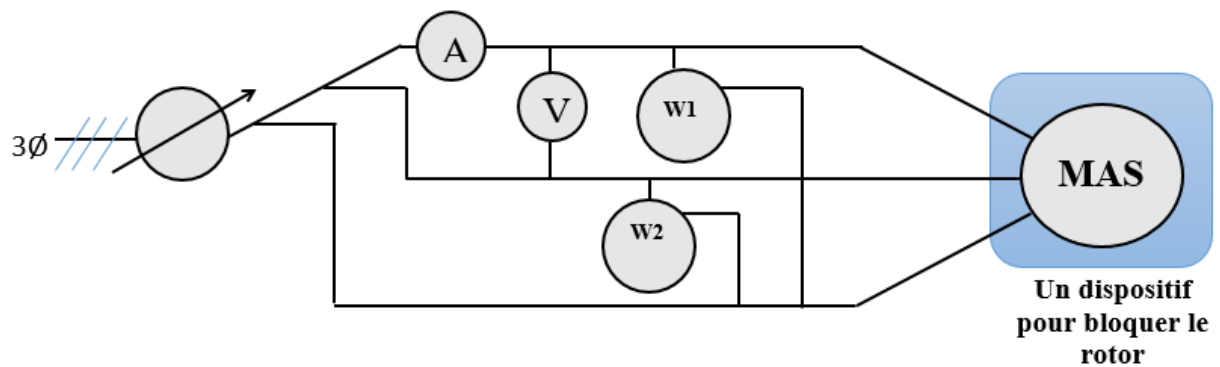 A
V
W1
3Ø
MAS
W2
Un dispositif
pour bloquer le
rotor